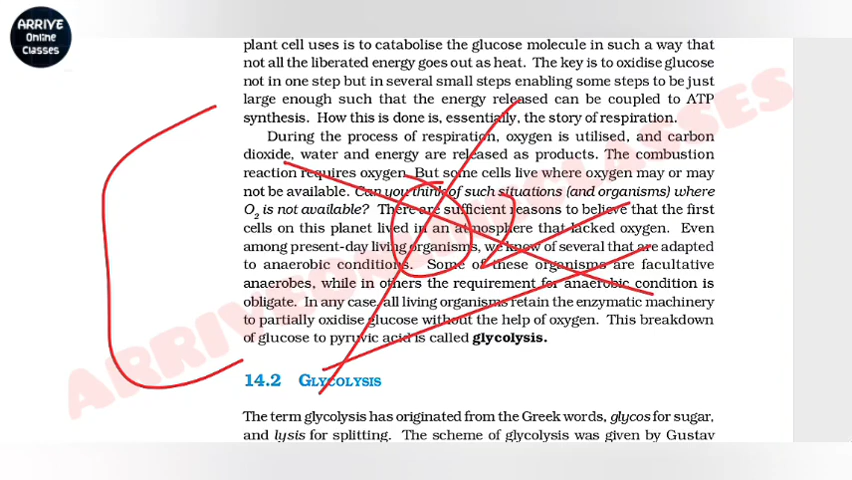 ARRIVE
Online
Classes
plant cell uses is to catabolise the glucose molecule in such a way that
not all the liberated energy goes out as heat. The key is to oxidise glucose
not in one step but in several small steps enabling some steps to be just
large enough such that the energy released can be coupled to ATP
synthesis. How this is done is, essentially, the story of respiration.
During the process of respiration, oxygen is utilised, and carbon
dioxide, water and energy are released as products. The combustion
reaction requires oxygen. But some cells live where oxygen may or may
not be available. Can you think of such situations (and organisms) where
O2 is not available? There are sufficient reasons to believe that the first
cells on this planet lived in an atmosphere that lacked oxygen. Even
among present-day living organisms, we know of several that are adapted
to anaerobic conditions. Some of these organisms are facultative
anaerobes, while in others the requirement for anaerobic condition is
obligate. In any case, all living organisms retain the enzymatic machinery
to partially oxidise glucose without the help of oxygen. This breakdown
of glucose to pyruvic acid is called glycolysis.
14.2 GLYCOLYSIS
The term glycolysis has originated from the Greek words, glycos for sugar,
and lysis for splitting. The scheme of glycolysis was given by Gustav